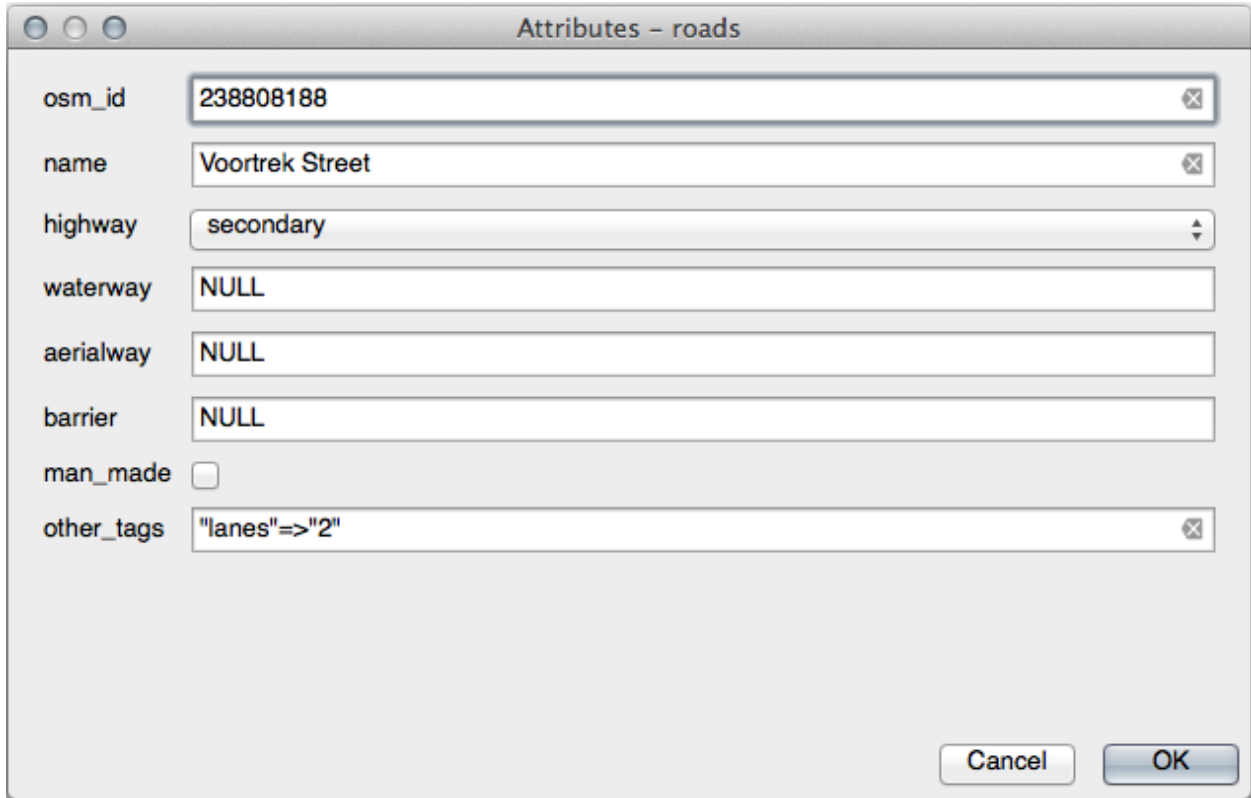 Attributes – roads
osm_id 238808188
name Voortrek Street
highway secondary
waterway NULL
aerialway NULL
barrier NULL
man_made
other_tags "lanes"=>"2"
Cancel OK